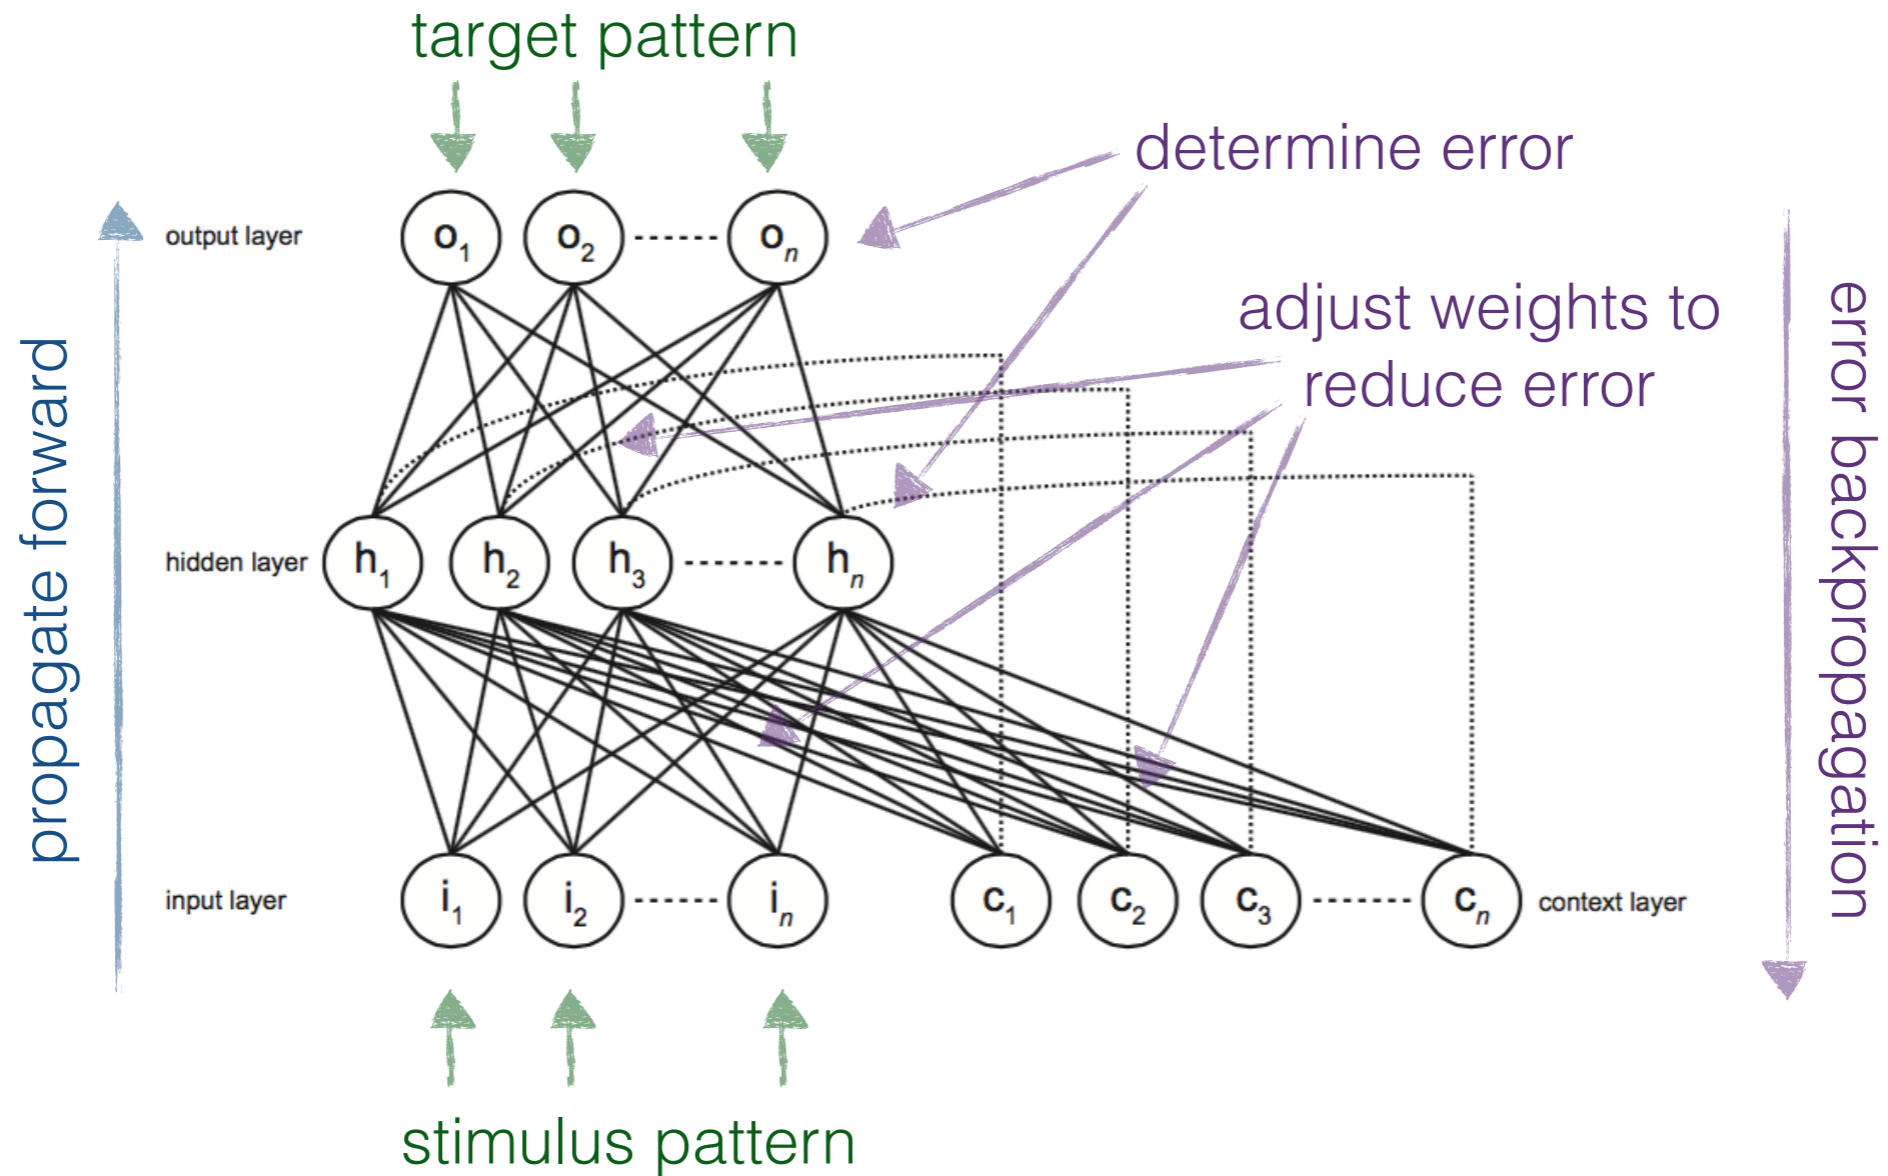 target pattern
determine error
output layer
o1 o2 on
adjust weights to
reduce error
propagate forward
error backpropagation
hidden layer
h1 h2 h3 hn
input layer
i1 i2 in
c1 c2 c3 cn
context layer
stimulus pattern